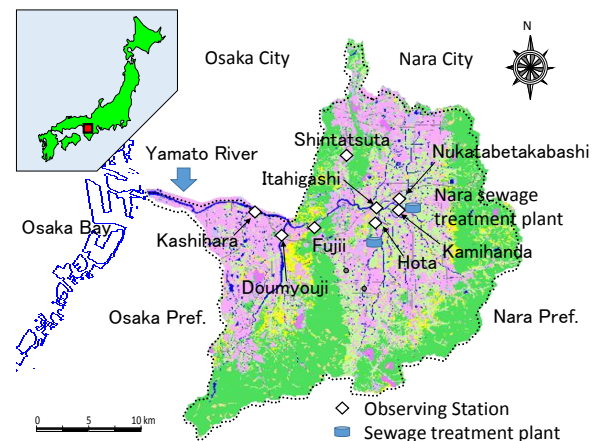 N
Osaka City
Nara City
Shintatsuta
Nukatabetakabashi
Yamato River
Itahigashi
Nara sewage
treatment plant
Osaka Bay
Kashihara
Fujii
Kamihanda
Hota
Doumyouji
Osaka Pref.
Nara Pref.
0 5 10 km
Observing Station
Sewage treatment plant